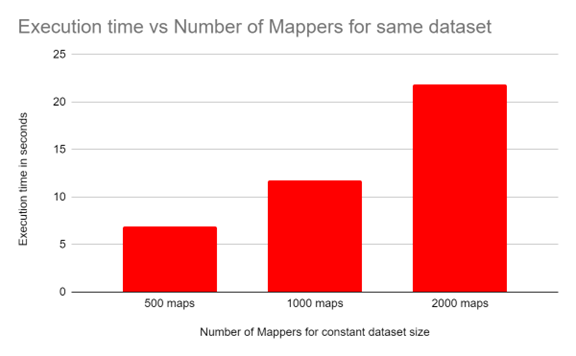 Execution time vs Number of Mappers for same dataset
25
20
15
10
5
0
Execution time in seconds
500 maps
1000 maps
2000 maps
Number of Mappers for constant dataset size